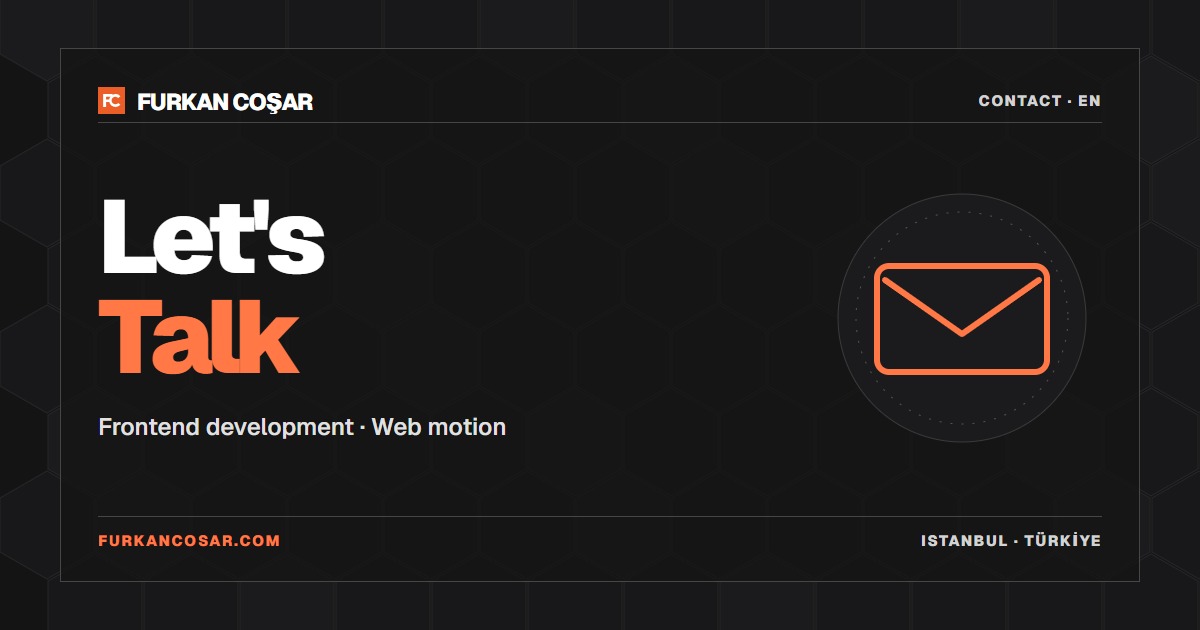 FC FURKAN COŞAR
CONTACT · EN
Let's
Talk
Frontend development · Web motion
FURKANCOSAR.COM
ISTANBUL · TÜRKİYE